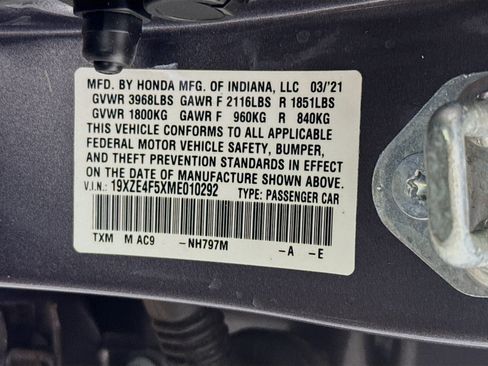 MFD. BY HONDA MFG. OF INDIANA, LLC 03/'21
GVWR 3968LBS GAWR F 2116LBS R 1851LBS
GVWR 1800KG GAWR F 960KG R 840KG
THIS VEHICLE CONFORMS TO ALL APPLICABLE
FEDERAL MOTOR VEHICLE SAFETY, BUMPER,
AND THEFT PREVENTION STANDARDS IN EFFECT
ON THE DATE OF MANUFACTURE SHOWN ABOVE.
V.I.N.: 19XZE4F5XME010292 TYPE: PASSENGER CAR
TXM M AC9 -NH797M -A -E